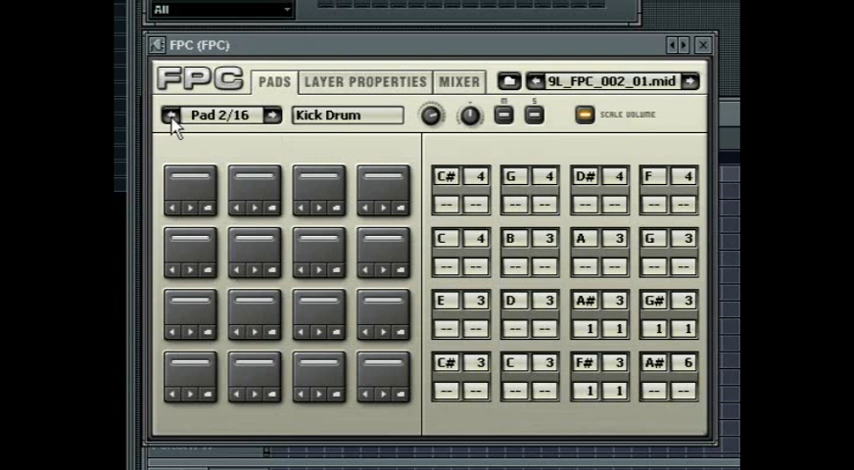 All
FPC (FPC)
FPC PADS LAYER PROPERTIES MIXER 9L_FPC_002_01.mid
Pad 2/16 Kick Drum M S SCALE VOLUME
C# 4 G 4 D# 4 F 4
-- -- -- -- -- -- -- --
C 4 B 3 A 3 G 3
-- -- -- -- -- -- -- --
E 3 D 3 A# 3 G# 3
-- -- -- -- 1 1 1 1
C# 3 C 3 F# 3 A# 6
-- -- -- -- 1 1 -- --